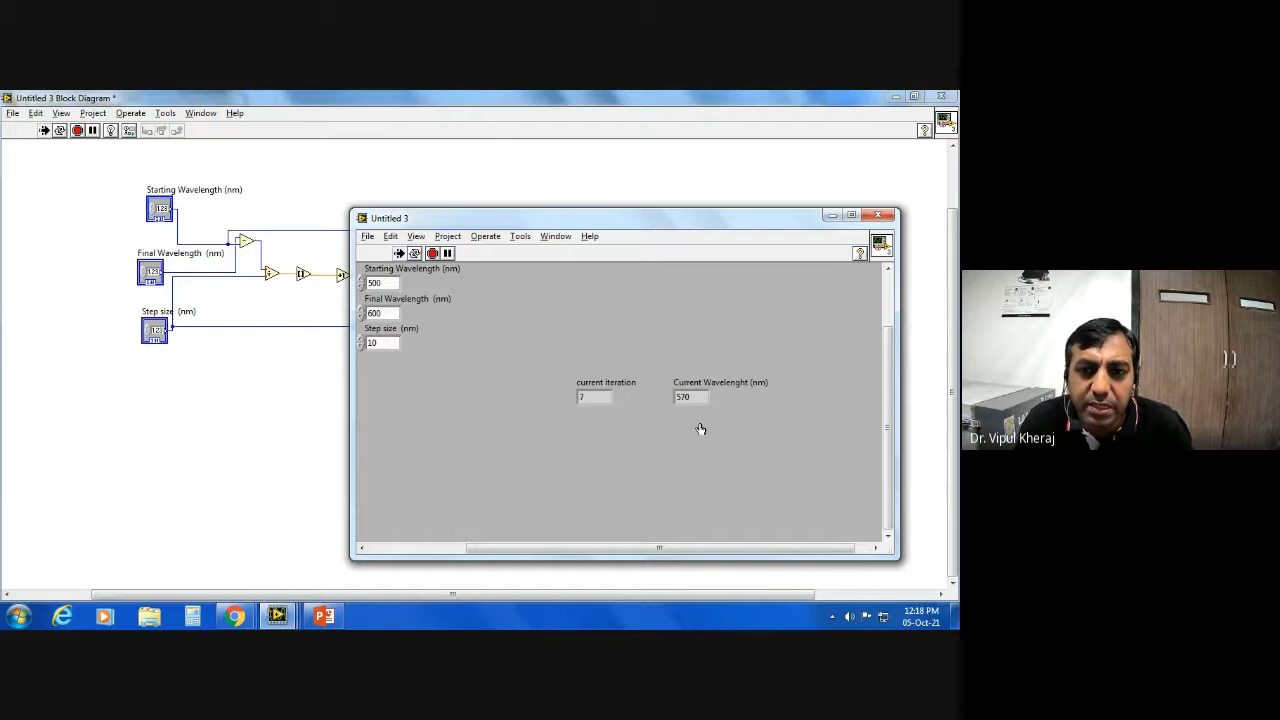 Untitled 3 Block Diagram *
File Edit View Project Operate Tools Window Help
Starting Wavelength (nm)
123
Final Wavelength (nm)
123
Step size (nm)
123
Untitled 3
File Edit View Project Operate Tools Window Help
Starting Wavelength (nm)
500
Final Wavelength (nm)
600
Step size (nm)
10
current iteration
7
Current Wavelenght (nm)
570
Dr. Vipul Kheraj
12:18 PM
05-Oct-21